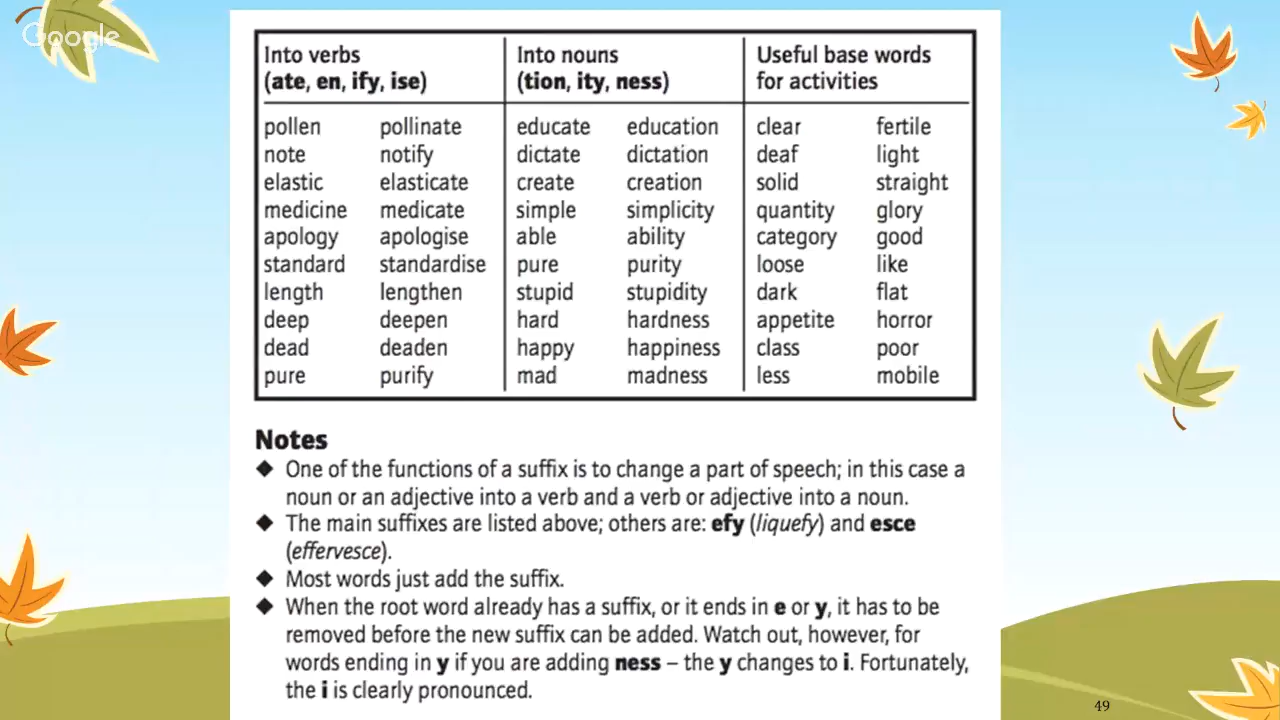 Google
Into verbs
(ate, en, ify, ise)
Into nouns
(tion, ity, ness)
Useful base words
for activities
pollen pollinate educate education clear fertile
note notify dictate dictation deaf light
elastic elasticate create creation solid straight
medicine medicate simple simplicity quantity glory
apology apologise able ability category good
standard standardise pure purity loose like
length lengthen stupid stupidity dark flat
deep deepen hard hardness appetite horror
dead deaden happy happiness class poor
pure purify mad madness less mobile
Notes
◆ One of the functions of a suffix is to change a part of speech; in this case a
noun or an adjective into a verb and a verb or adjective into a noun.
◆ The main suffixes are listed above; others are: efy (liquefy) and esce
(effervesce).
◆ Most words just add the suffix.
◆ When the root word already has a suffix, or it ends in e or y, it has to be
removed before the new suffix can be added. Watch out, however, for
words ending in y if you are adding ness – the y changes to i. Fortunately,
the i is clearly pronounced.
49